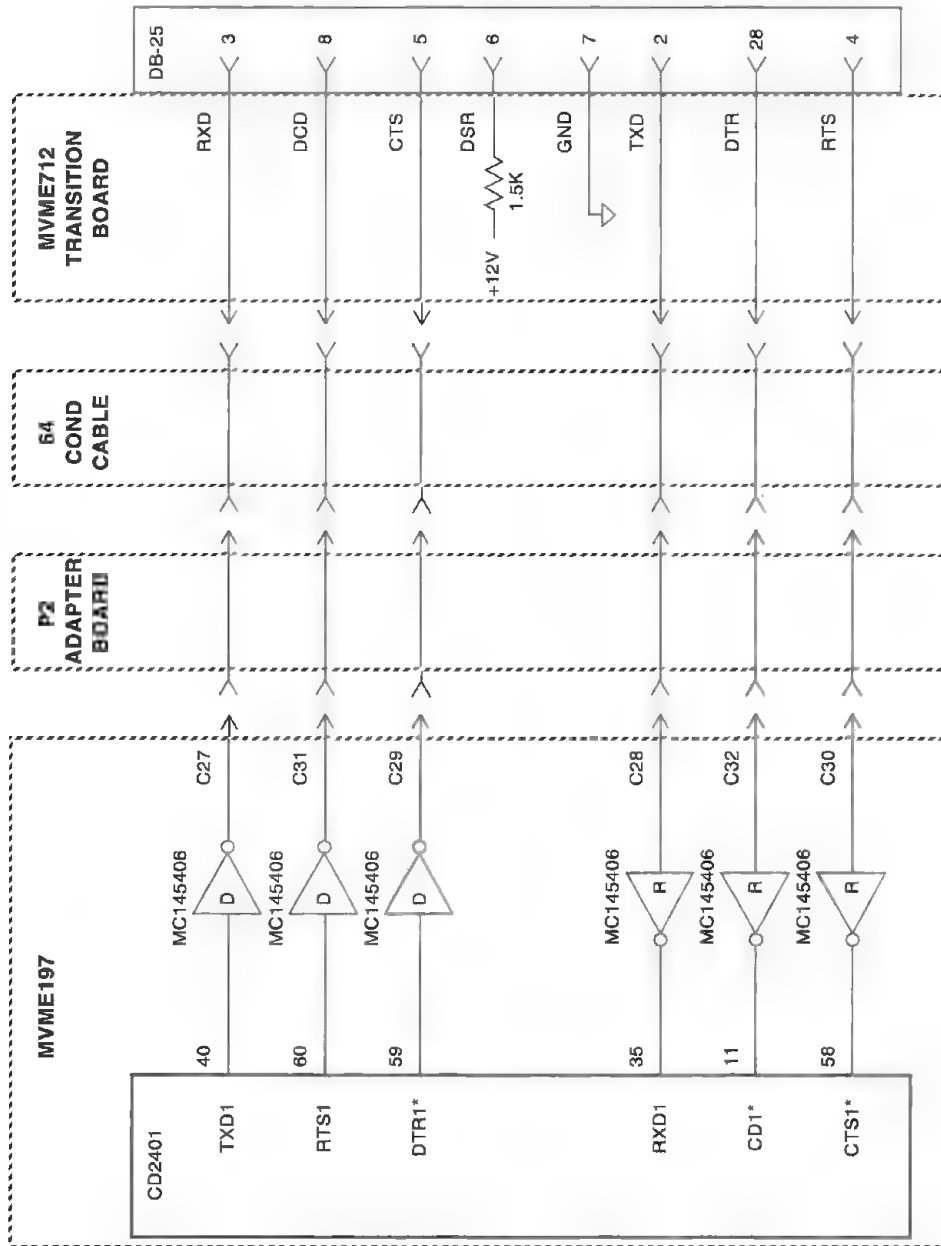 MVME197
P2
ADAPTER
BOARD
64
COND
CABLE
MVME712
TRANSITION
BOARD
CD2401
DB-25
TXD1
40
MC145406
D
C27
RXD
3
RTS1
60
MC145406
D
C31
DCD
8
DTR1*
59
MC145406
D
C29
CTS
5
+12V
1.5K
DSR
6
GND
7
RXD1
35
MC145406
R
C28
TXD
2
CD1*
11
MC145406
R
C32
DTR
28
CTS1*
58
MC145406
R
C30
RTS
4